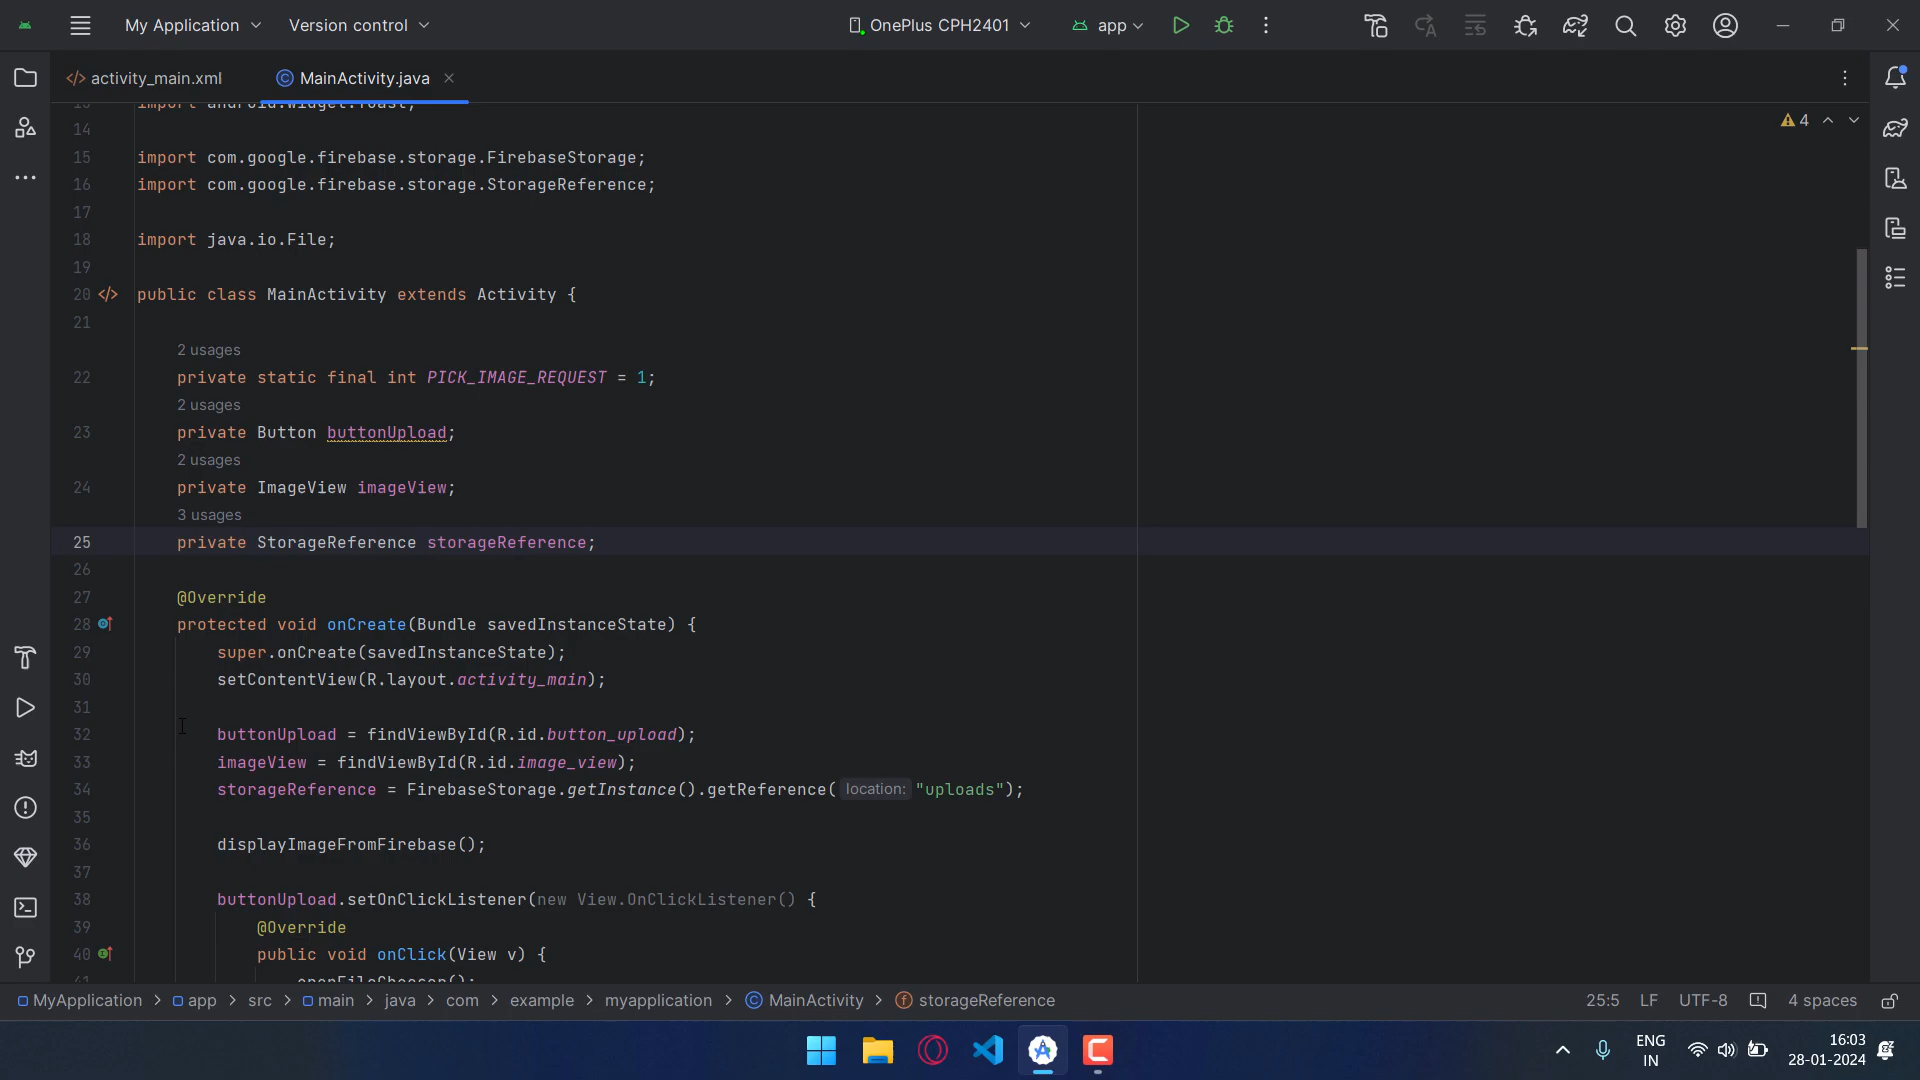 My Application
Version control
OnePlus CPH2401
app
activity_main.xml
MainActivity.java
4
13 import android.widget.Toast;
14
15 import com.google.firebase.storage.FirebaseStorage;
16 import com.google.firebase.storage.StorageReference;
17
18 import java.io.File;
19
20 </> public class MainActivity extends Activity {
21
2 usages
22 private static final int PICK_IMAGE_REQUEST = 1;
2 usages
23 private Button buttonUpload;
2 usages
24 private ImageView imageView;
3 usages
25 private StorageReference storageReference;
26
27 @Override
28 protected void onCreate(Bundle savedInstanceState) {
29 super.onCreate(savedInstanceState);
30 setContentView(R.layout.activity_main);
31
32 buttonUpload = findViewById(R.id.button_upload);
33 imageView = findViewById(R.id.image_view);
34 storageReference = FirebaseStorage.getInstance().getReference( location: "uploads");
35
36 displayImageFromFirebase();
37
38 buttonUpload.setOnClickListener(new View.OnClickListener() {
39 @Override
40 public void onClick(View v) {
41 openFileChooser();
MyApplication > app > src > main > java > com > example > myapplication > MainActivity > storageReference
25:5 LF UTF-8 4 spaces
ENG
IN
16:03
28-01-2024